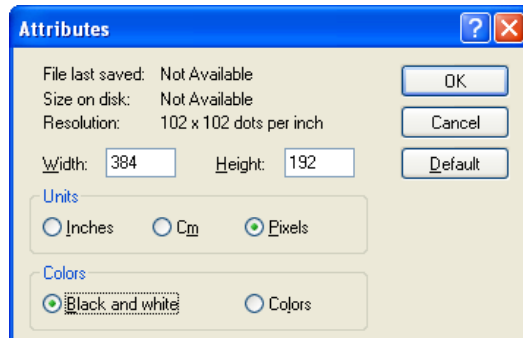 Attributes
File last saved: Not Available
Size on disk: Not Available
Resolution: 102 x 102 dots per inch
Width: 384 Height: 192
Units
Inches Cm Pixels
Colors
Black and white Colors
OK
Cancel
Default